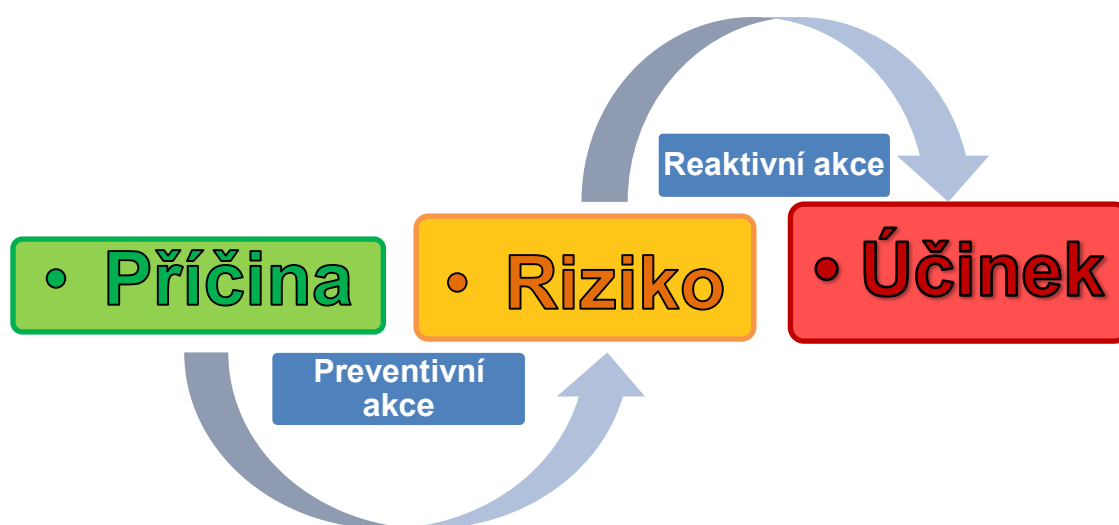 Reaktivní akce
• Příčina
• Riziko
• Účinek
Preventivní
akce